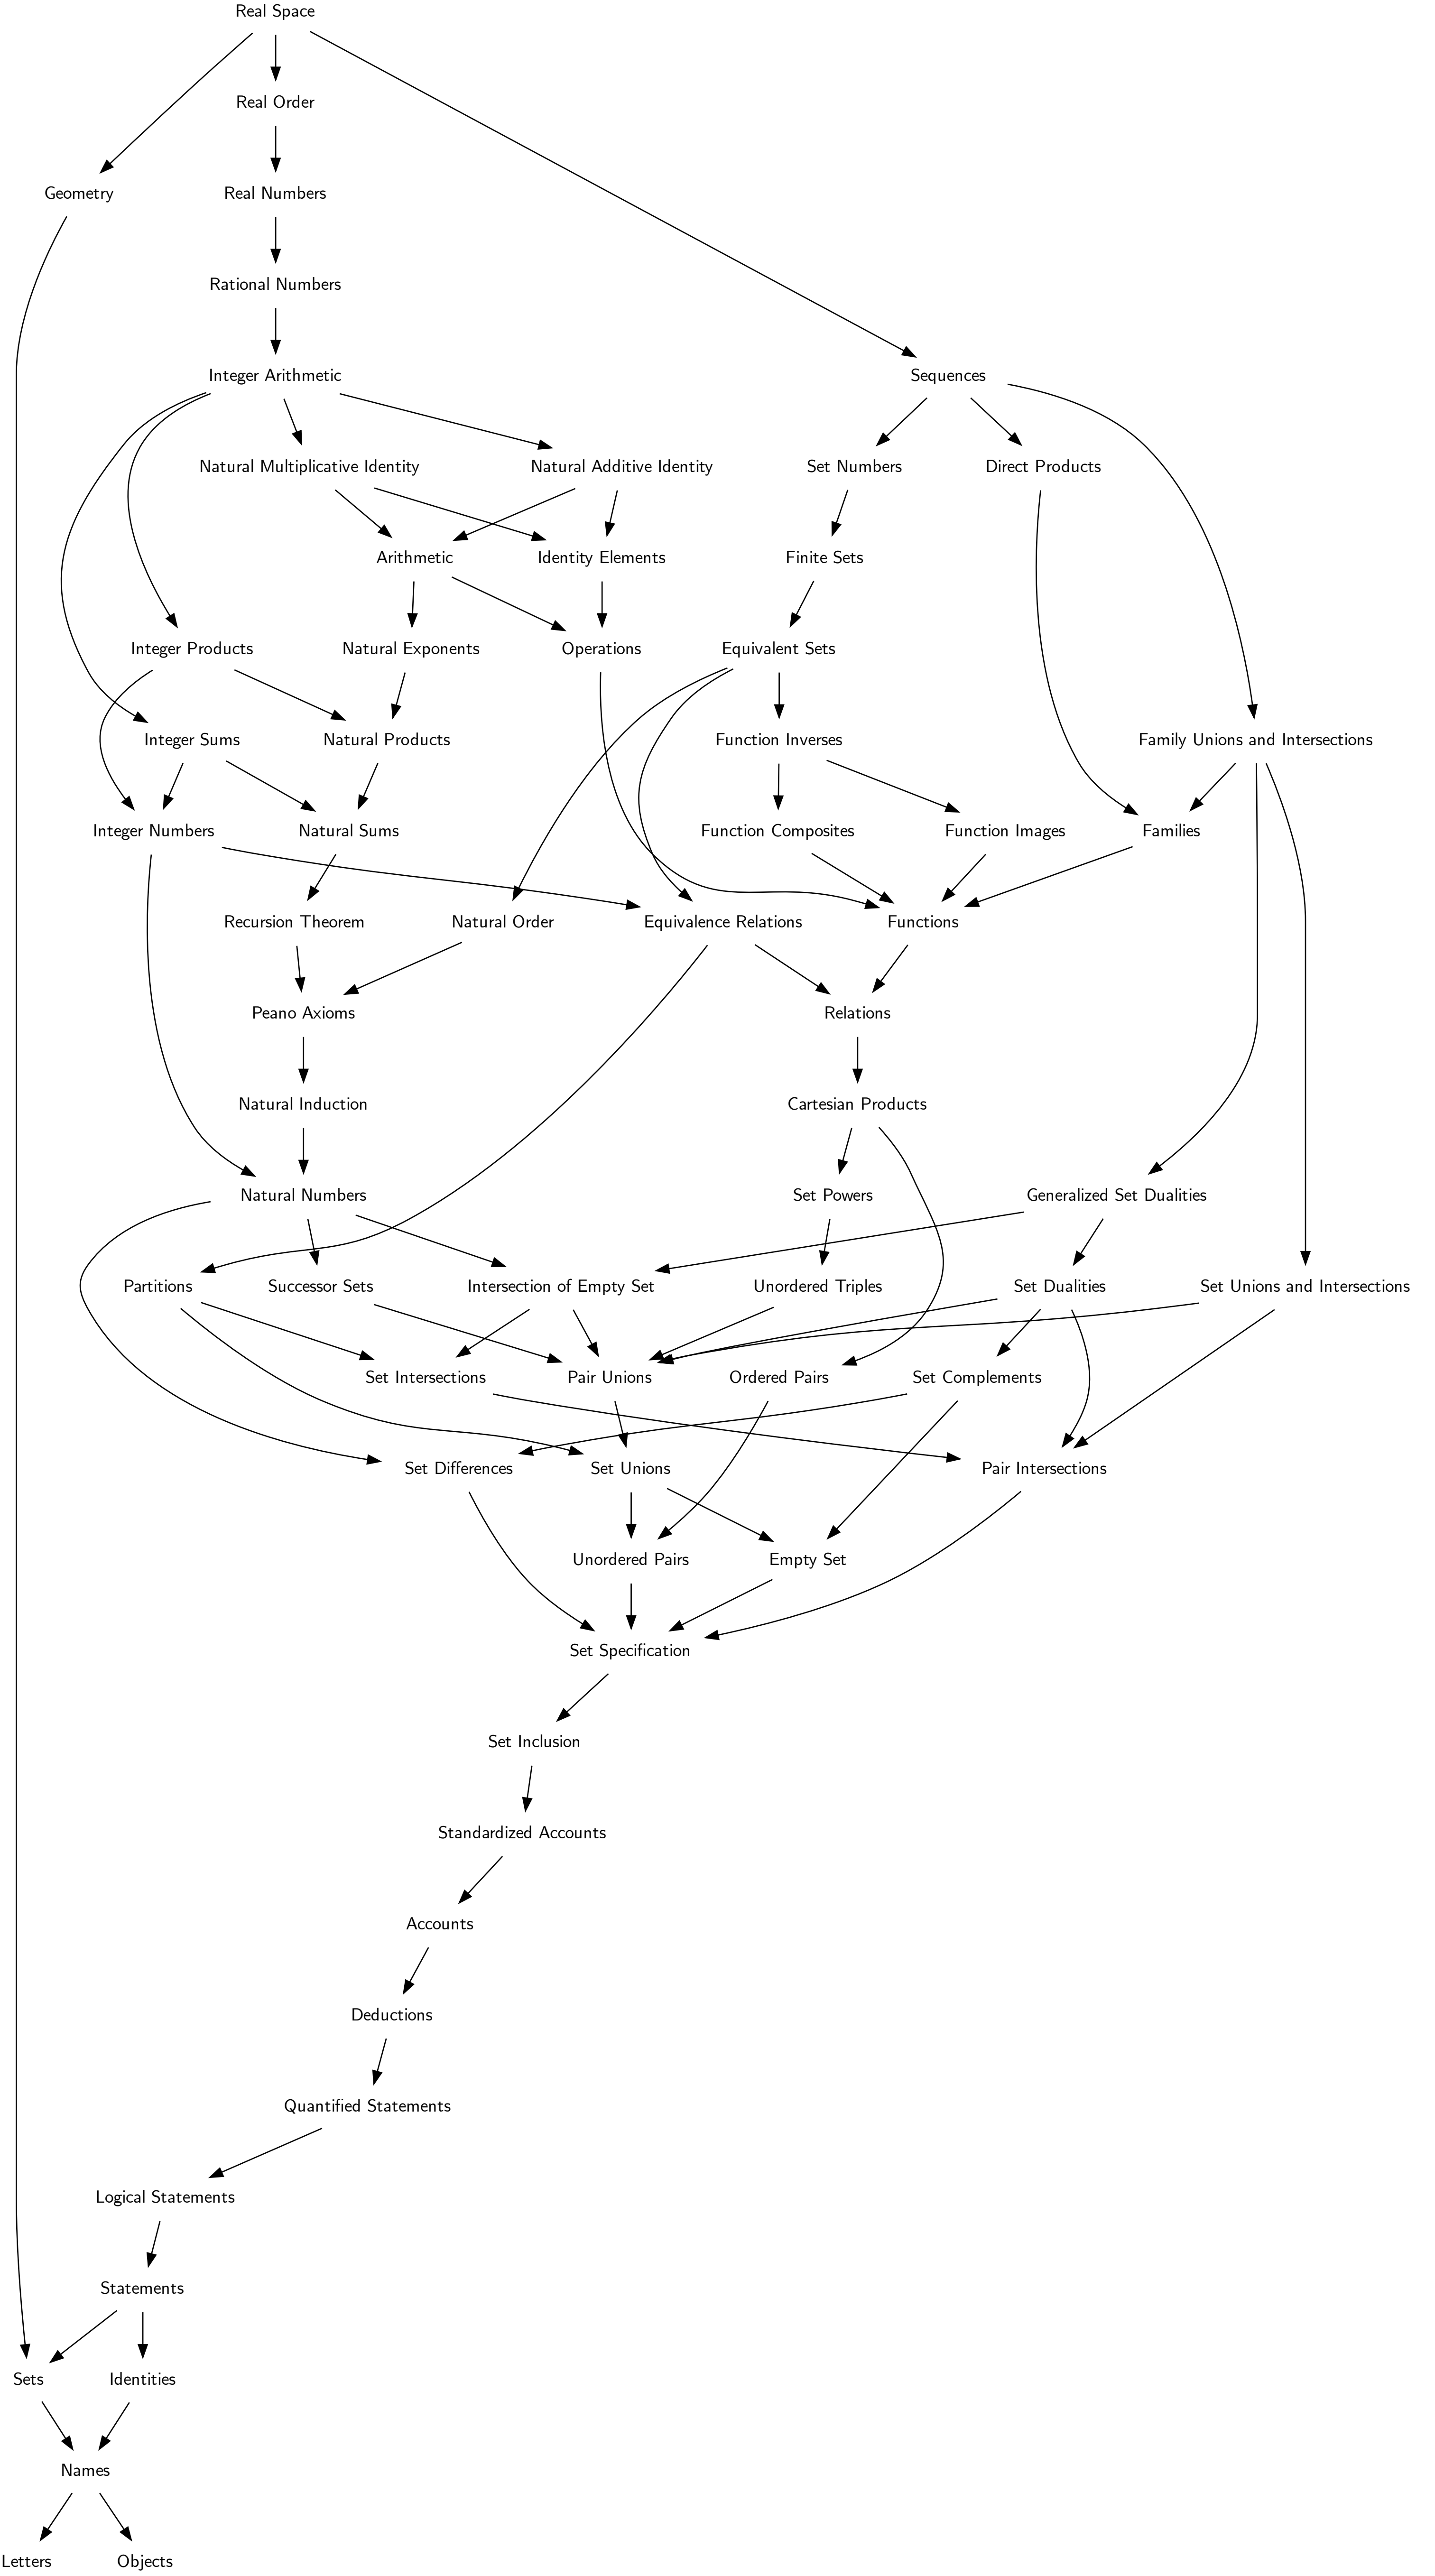 Real Space
Real Order
Geometry
Real Numbers
Rational Numbers
Integer Arithmetic
Sequences
Natural Multiplicative Identity
Natural Additive Identity
Set Numbers
Direct Products
Arithmetic
Identity Elements
Finite Sets
Integer Products
Natural Exponents
Operations
Equivalent Sets
Integer Sums
Natural Products
Function Inverses
Family Unions and Intersections
Integer Numbers
Natural Sums
Function Composites
Function Images
Families
Recursion Theorem
Natural Order
Equivalence Relations
Functions
Peano Axioms
Relations
Natural Induction
Cartesian Products
Natural Numbers
Set Powers
Generalized Set Dualities
Partitions
Successor Sets
Intersection of Empty Set
Unordered Triples
Set Dualities
Set Unions and Intersections
Set Intersections
Pair Unions
Ordered Pairs
Set Complements
Set Differences
Set Unions
Pair Intersections
Unordered Pairs
Empty Set
Set Specification
Set Inclusion
Standardized Accounts
Accounts
Deductions
Quantified Statements
Logical Statements
Statements
Sets
Identities
Names
Letters
Objects